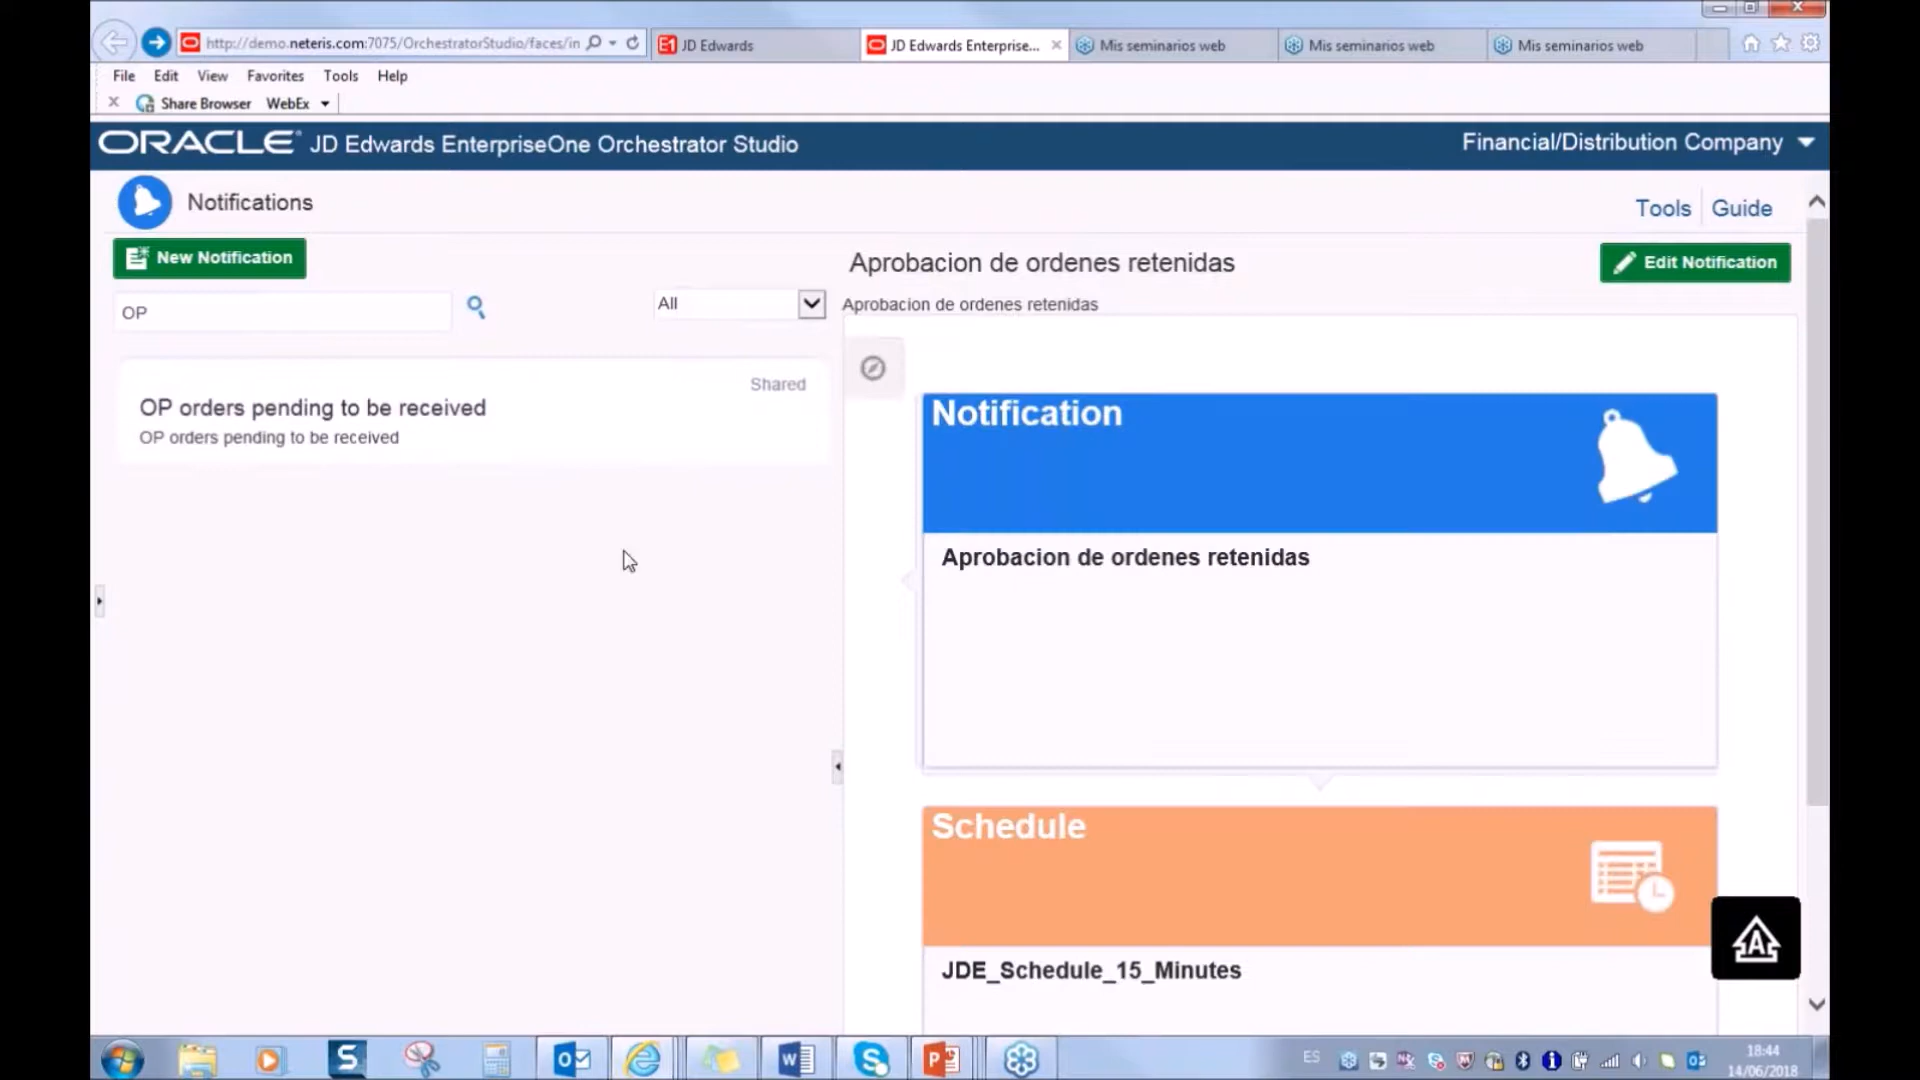 http://demo.neteris.com:7075/OrchestratorStudio/faces/in
JD Edwards
JD Edwards Enterprise...
Mis seminarios web
Mis seminarios web
Mis seminarios web
File Edit View Favorites Tools Help
Share Browser WebEx
ORACLE JD Edwards EnterpriseOne Orchestrator Studio
Financial/Distribution Company
Notifications
Tools
Guide
New Notification
OP
All
Shared
OP orders pending to be received
OP orders pending to be received
Aprobacion de ordenes retenidas
Edit Notification
Aprobacion de ordenes retenidas
Notification
Aprobacion de ordenes retenidas
Schedule
JDE_Schedule_15_Minutes
ES
18:44
14/06/2018